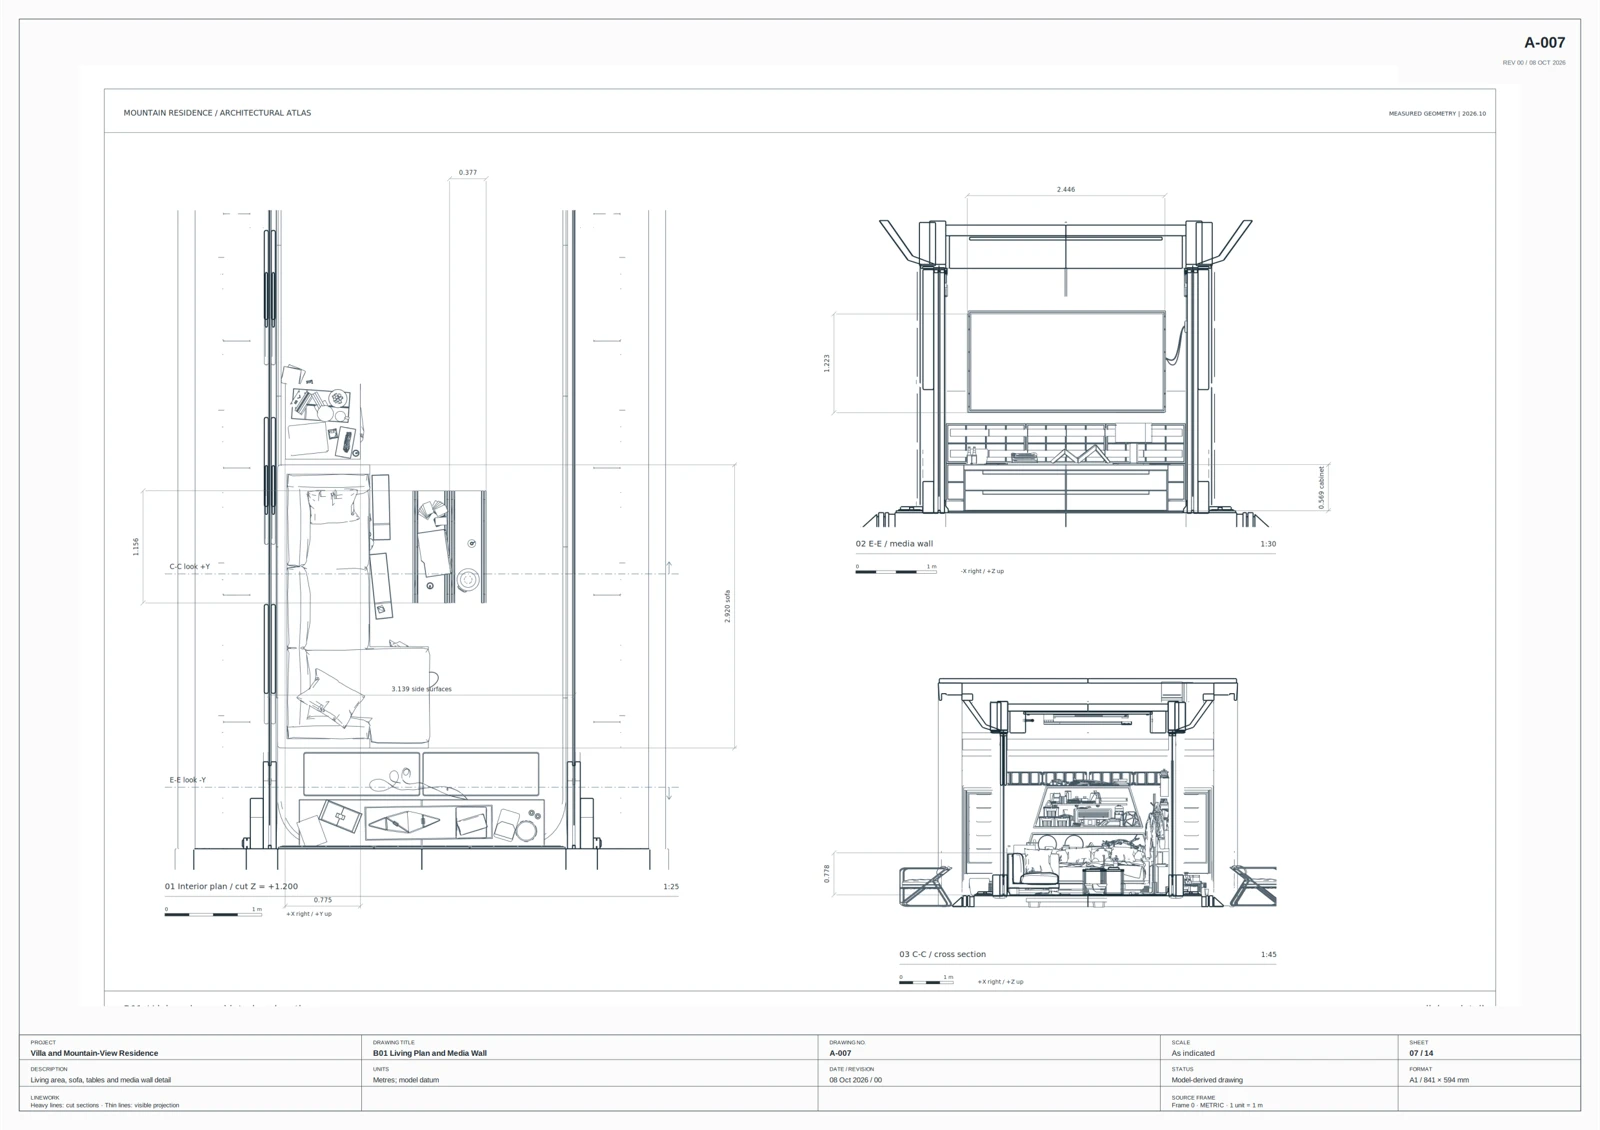 A-007
REV 00 / 08 OCT 2026
MOUNTAIN RESIDENCE / ARCHITECTURAL ATLAS
MEASURED GEOMETRY | 2026.10
0.377
1.156
C-C look +Y
2.920 sofa
3.139 side surfaces
E-E look -Y
01 Interior plan / cut Z = +1.200
1:25
0.775
0
1 m
+X right / +Y up
2.446
1.223
0.569 cabinet
02 E-E / media wall
1:30
0
1 m
-X right / +Z up
0.778
03 C-C / cross section
1:45
0
1 m
+X right / +Z up
PROJECT
Villa and Mountain-View Residence
DRAWING TITLE
B01 Living Plan and Media Wall
DRAWING NO.
A-007
SCALE
As indicated
SHEET
07 / 14
DESCRIPTION
Living area, sofa, tables and media wall detail
UNITS
Metres; model datum
DATE / REVISION
08 Oct 2026 / 00
STATUS
Model-derived drawing
FORMAT
A1 / 841 × 594 mm
LINEWORK
Heavy lines: cut sections · Thin lines: visible projection
SOURCE FRAME
Frame 0 · METRIC · 1 unit = 1 m